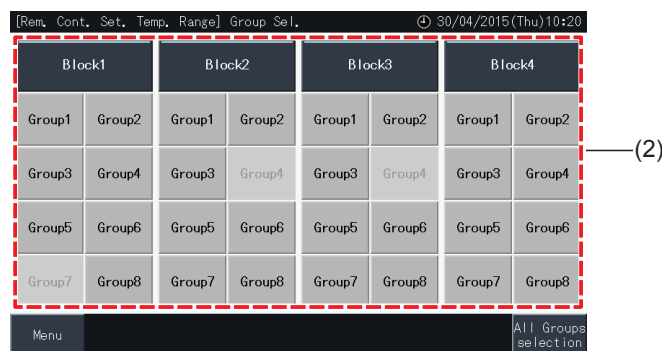 [Rem. Cont. Set. Temp. Range] Group Sel. 30/04/2015(Thu)10:20
Block1 Block2 Block3 Block4
Group1 Group2 Group1 Group2 Group1 Group2 Group1 Group2
(2)
Group3 Group4 Group3 Group4 Group3 Group4 Group3 Group4
Group5 Group6 Group5 Group6 Group5 Group6 Group5 Group6
Group7 Group8 Group7 Group8 Group7 Group8 Group7 Group8
Menu
All Groups
selection